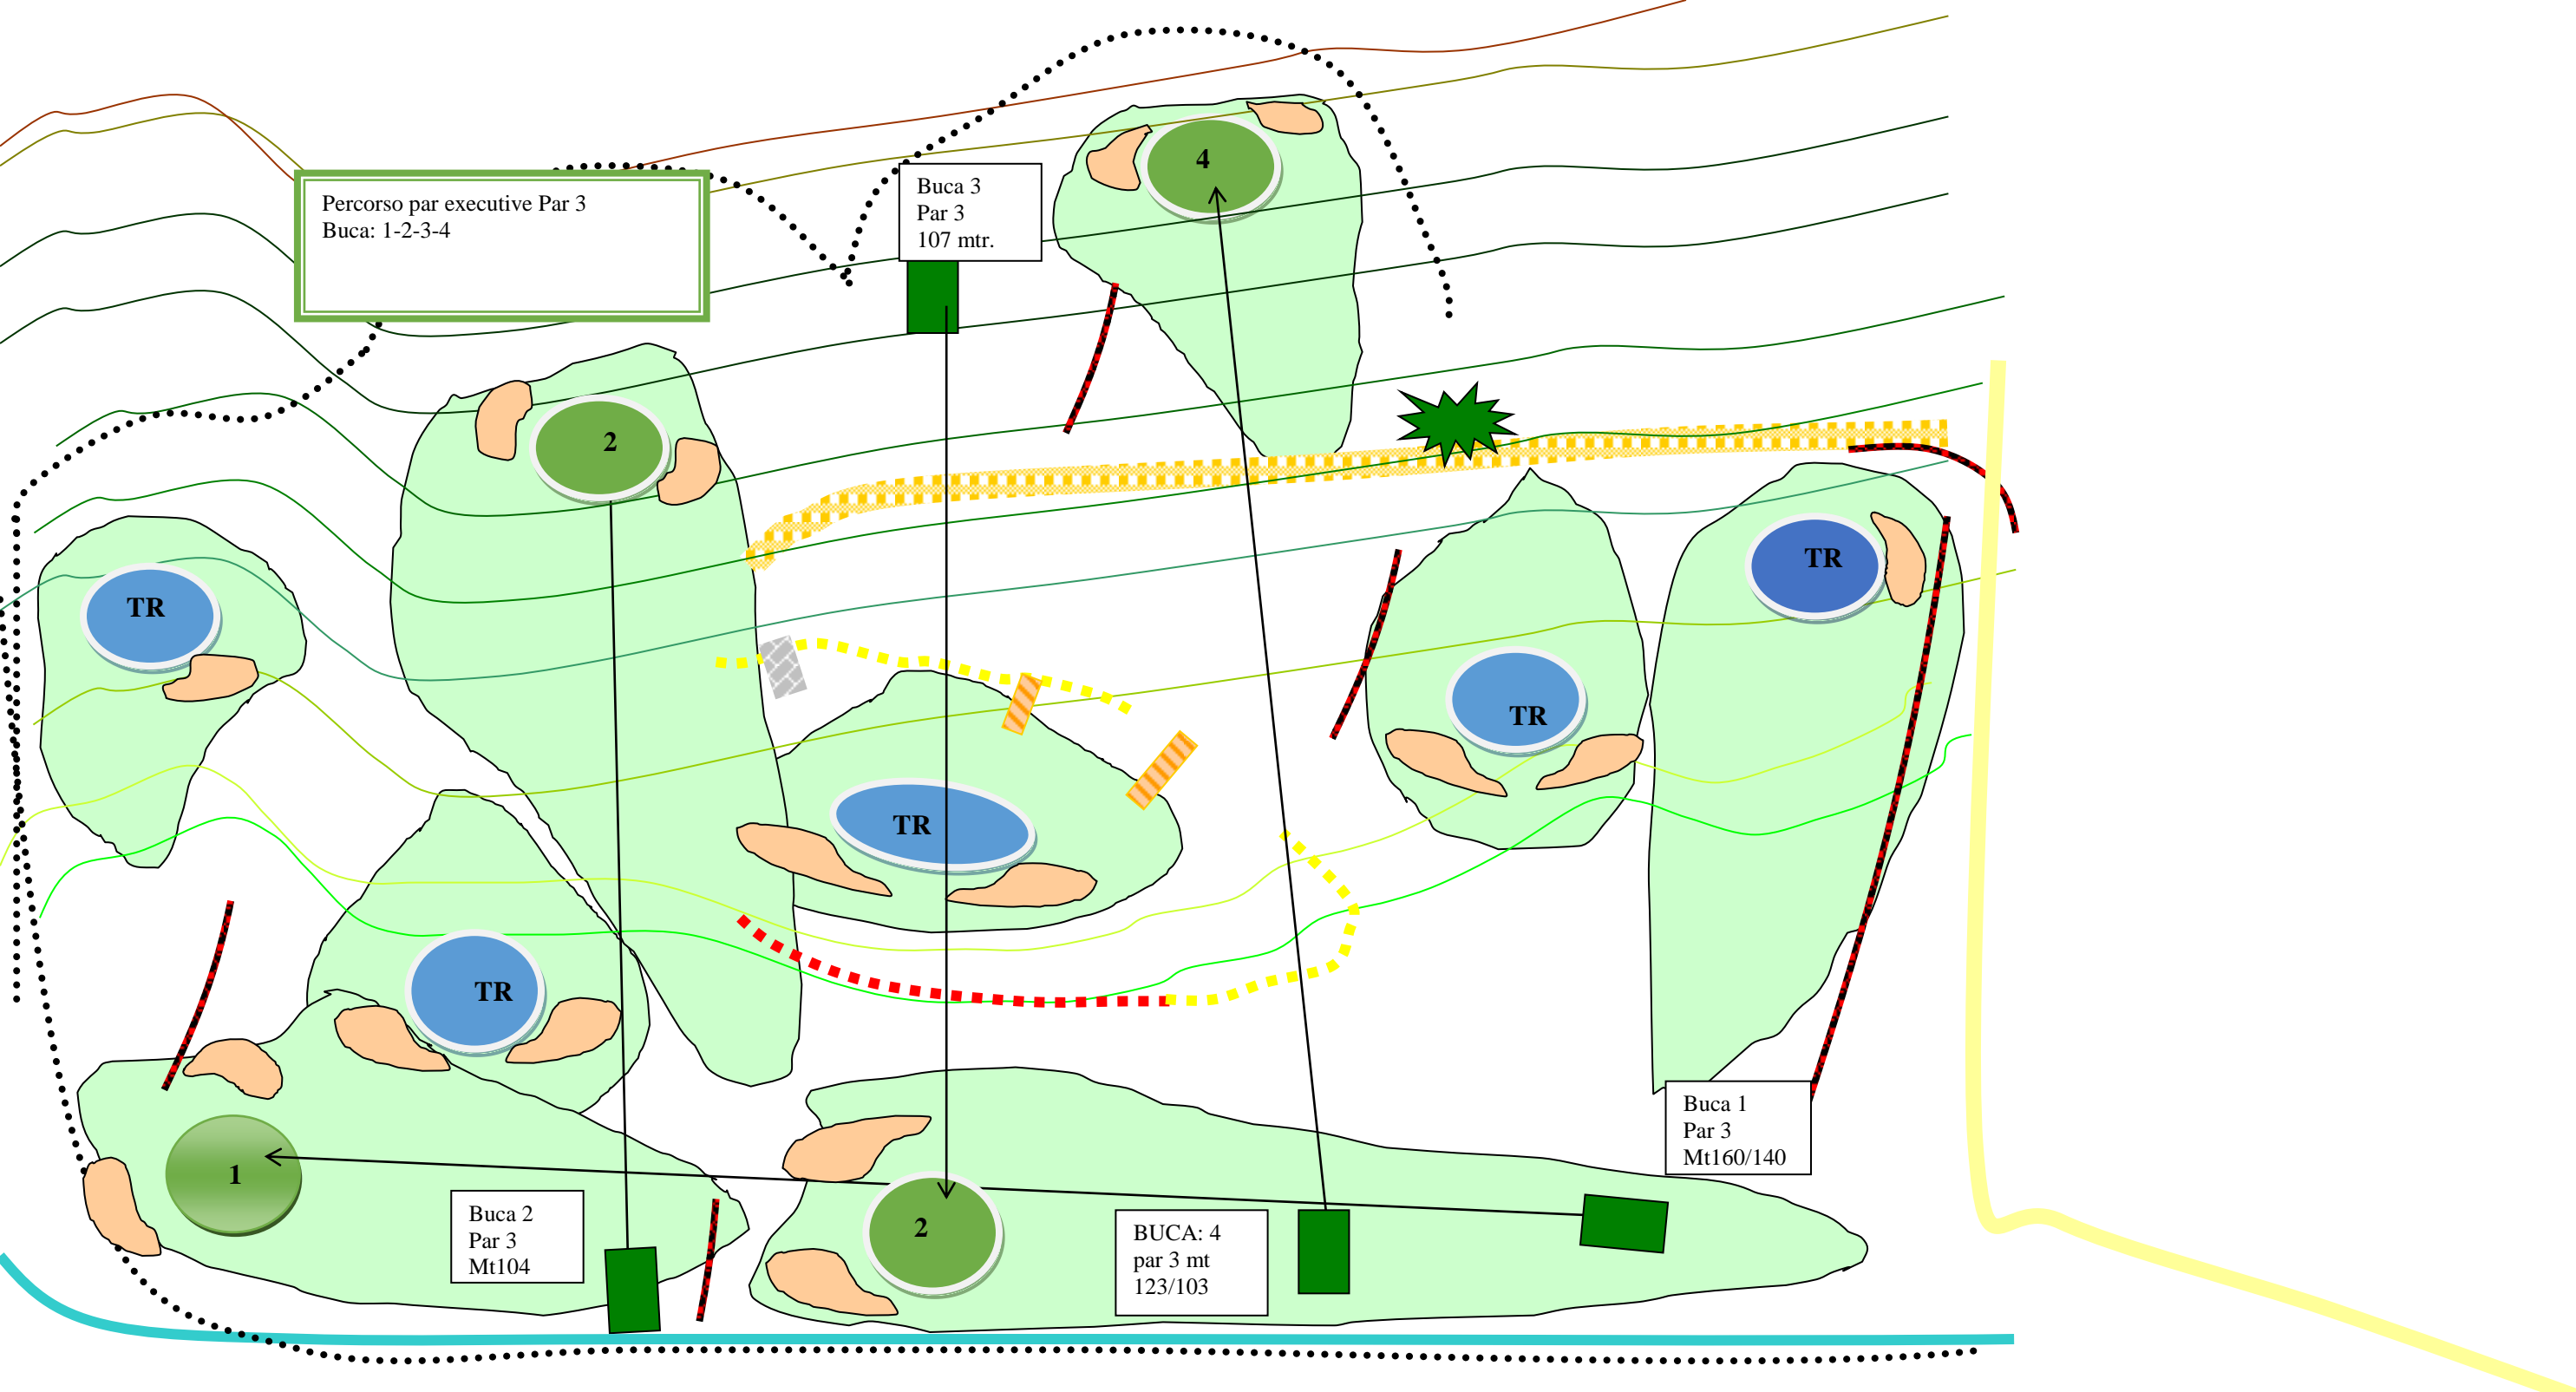 4
Buca 3
Par 3
107 mtr.
Percorso par executive Par 3
Buca: 1-2-3-4
2
TR
TR
TR
TR
TR
Buca 1
Par 3
Mt160/140
1
Buca 2
Par 3
Mt104
2
BUCA: 4
par 3 mt
123/103